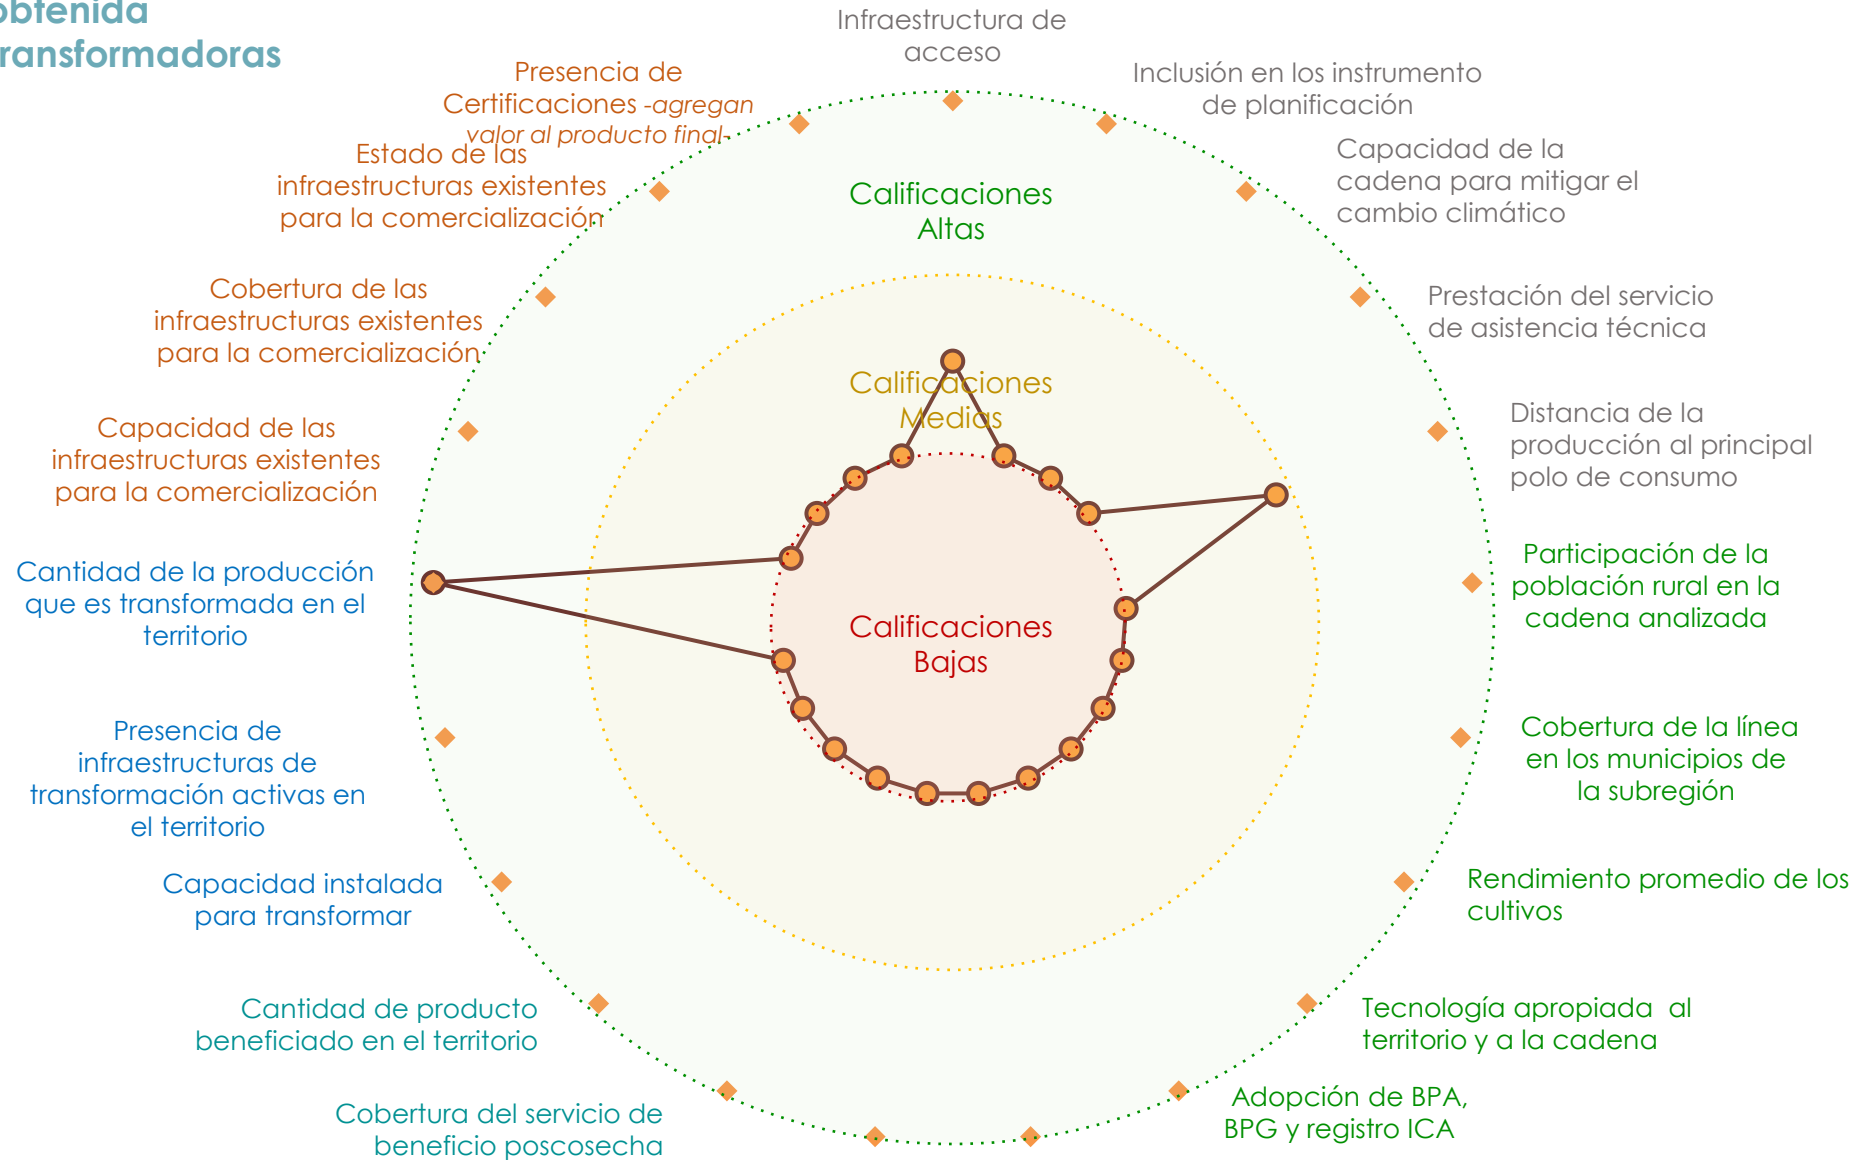 obtenida
transformadoras
Infraestructura de
acceso
Inclusión en los instrumento
de planificación
Capacidad de la
cadena para mitigar el
cambio climático
Prestación del servicio
de asistencia técnica
Distancia de la
producción al principal
polo de consumo
Participación de la
población rural en la
cadena analizada
Cobertura de la línea
en los municipios de
la subregión
Rendimiento promedio de los
cultivos
Tecnología apropiada al
territorio y a la cadena
Adopción de BPA,
BPG y registro ICA
Cobertura del servicio de
beneficio poscosecha
Cantidad de producto
beneficiado en el territorio
Capacidad instalada
para transformar
Presencia de
infraestructuras de
transformación activas en
el territorio
Cantidad de la producción
que es transformada en el
territorio
Capacidad de las
infraestructuras existentes
para la comercialización
Cobertura de las
infraestructuras existentes
para la comercialización
Estado de las
infraestructuras existentes
para la comercialización
Presencia de
Certificaciones -agregan
valor al producto final-
Calificaciones
Altas
Calificaciones
Medias
Calificaciones
Bajas